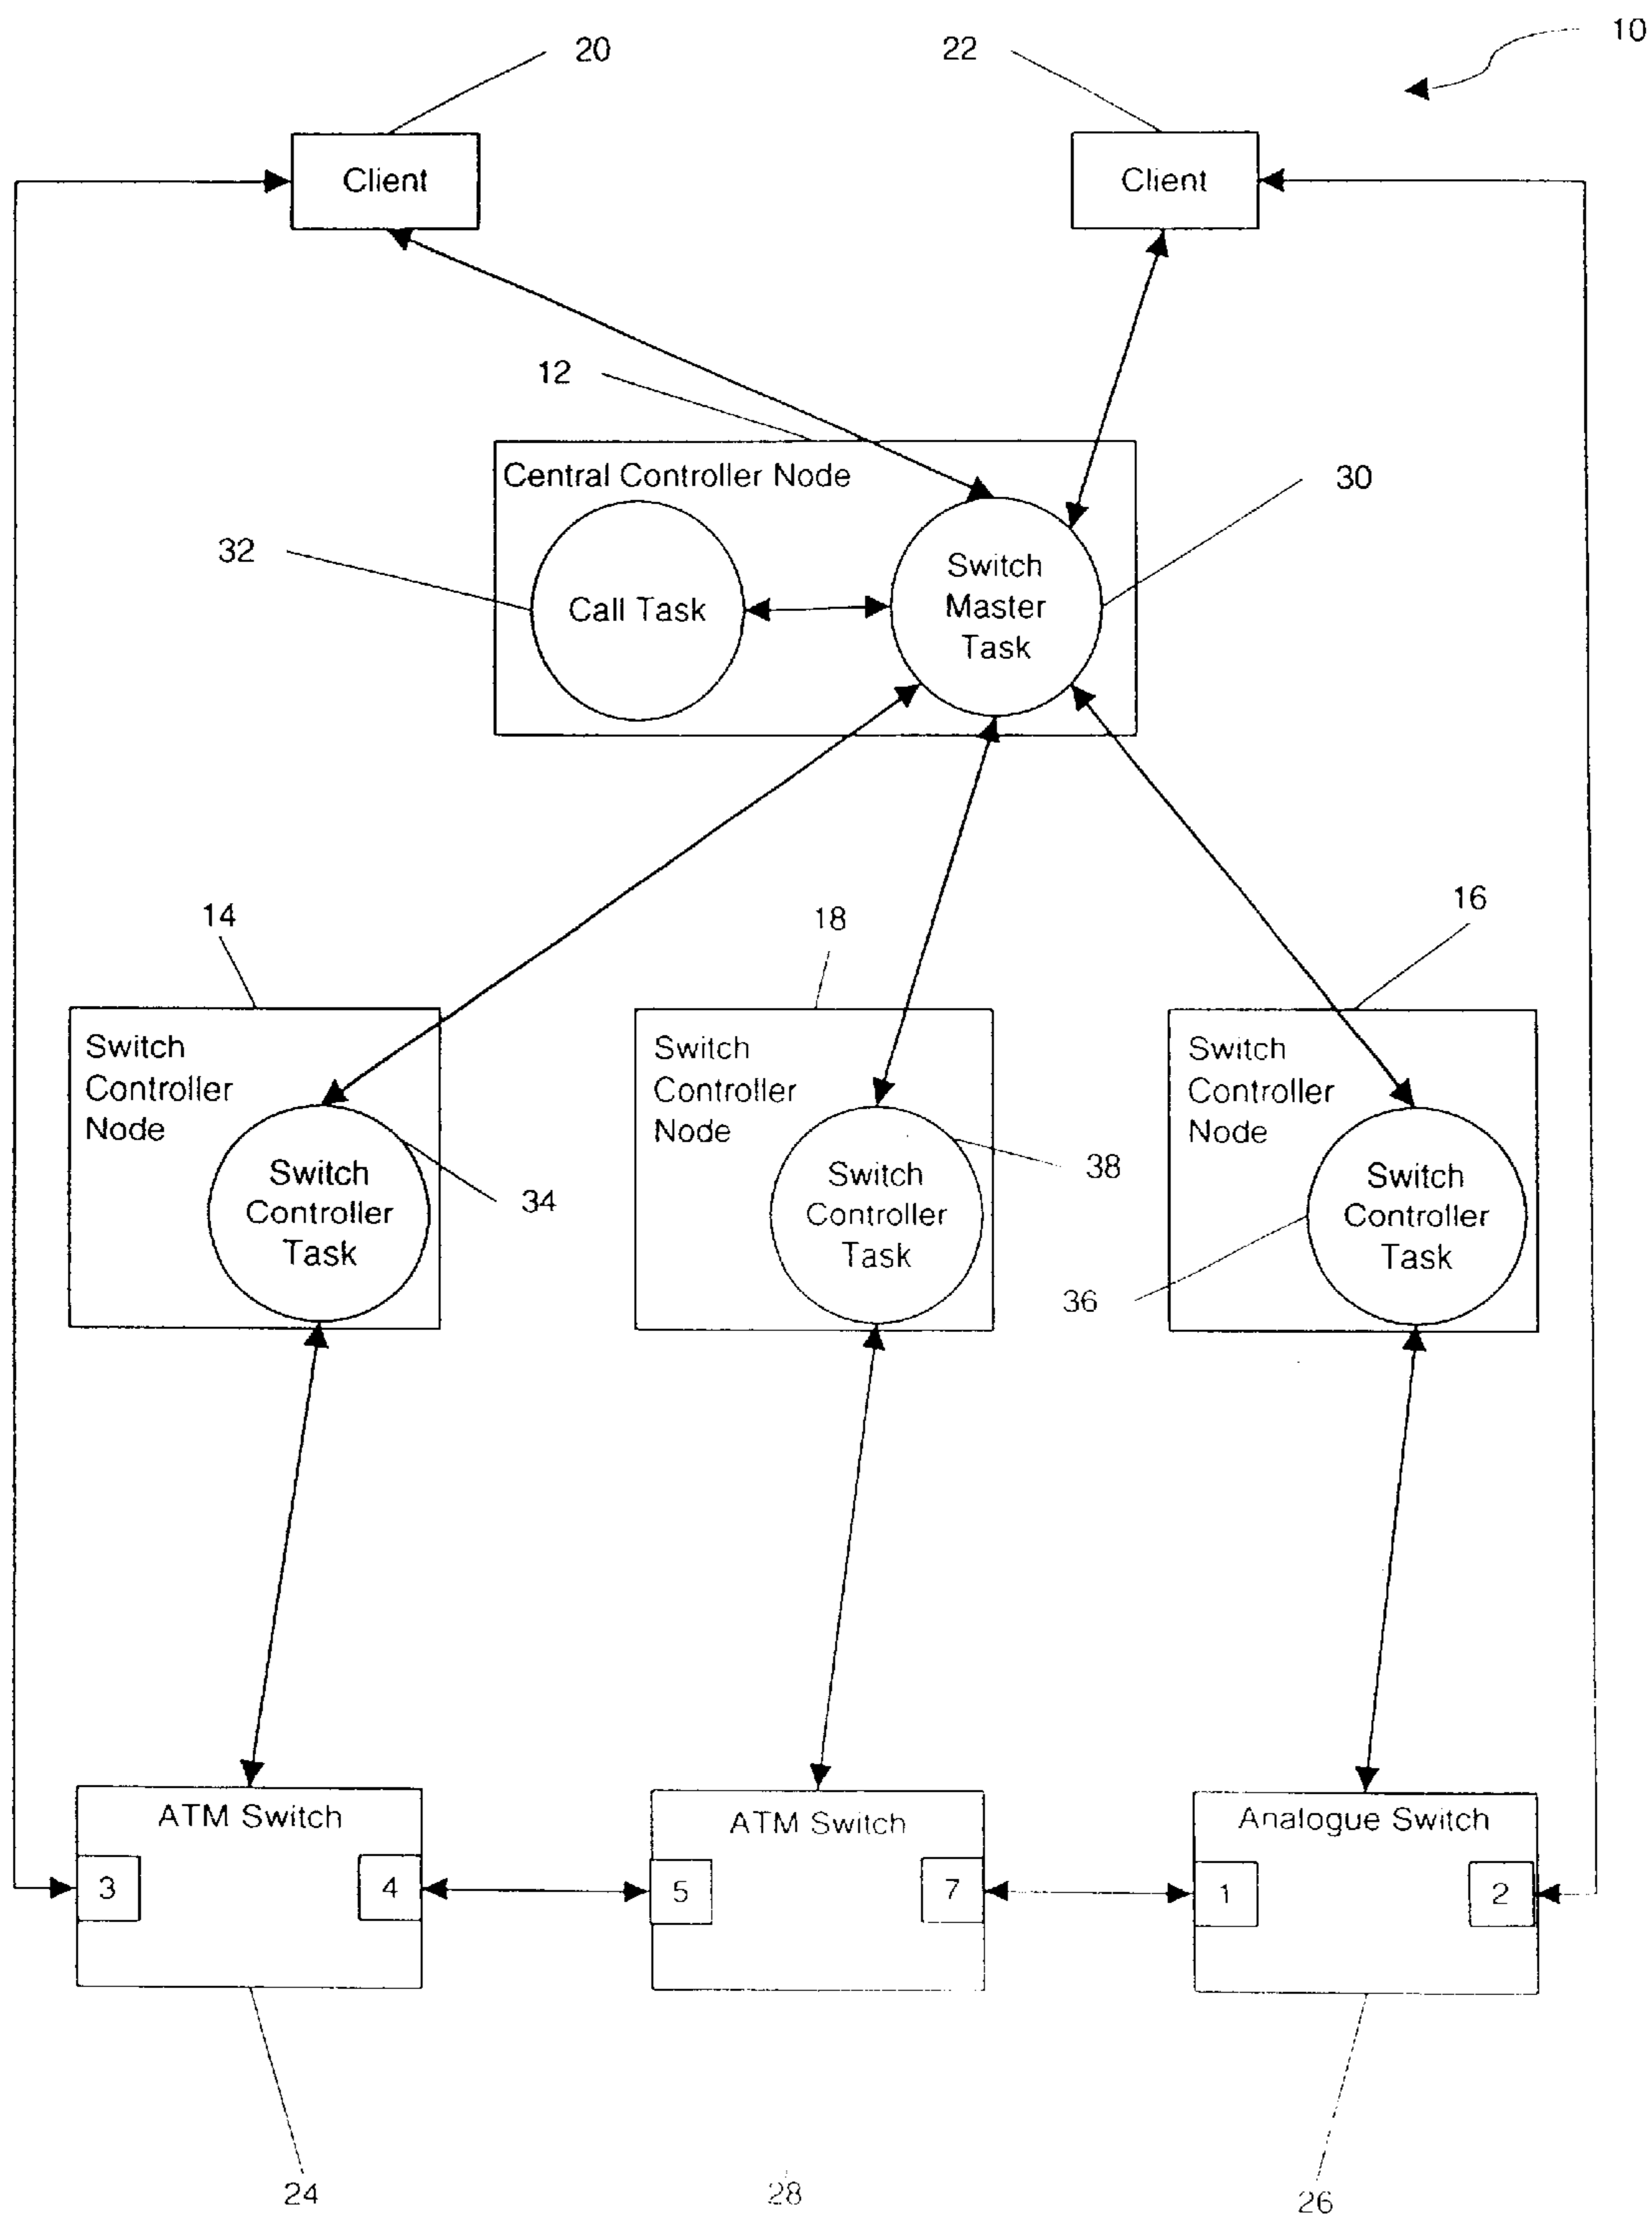 10
20
22
Client
Client
12
Central Controller Node
30
32
Call Task
Switch
Master
Task
14
18
16
Switch
Controller
Node
Switch
Controller
Task
34
Switch
Controller
Node
Switch
Controller
Task
38
Switch
Controller
Node
Switch
Controller
Task
36
ATM Switch
3
4
ATM Switch
5
7
Analogue Switch
1
2
24
28
26